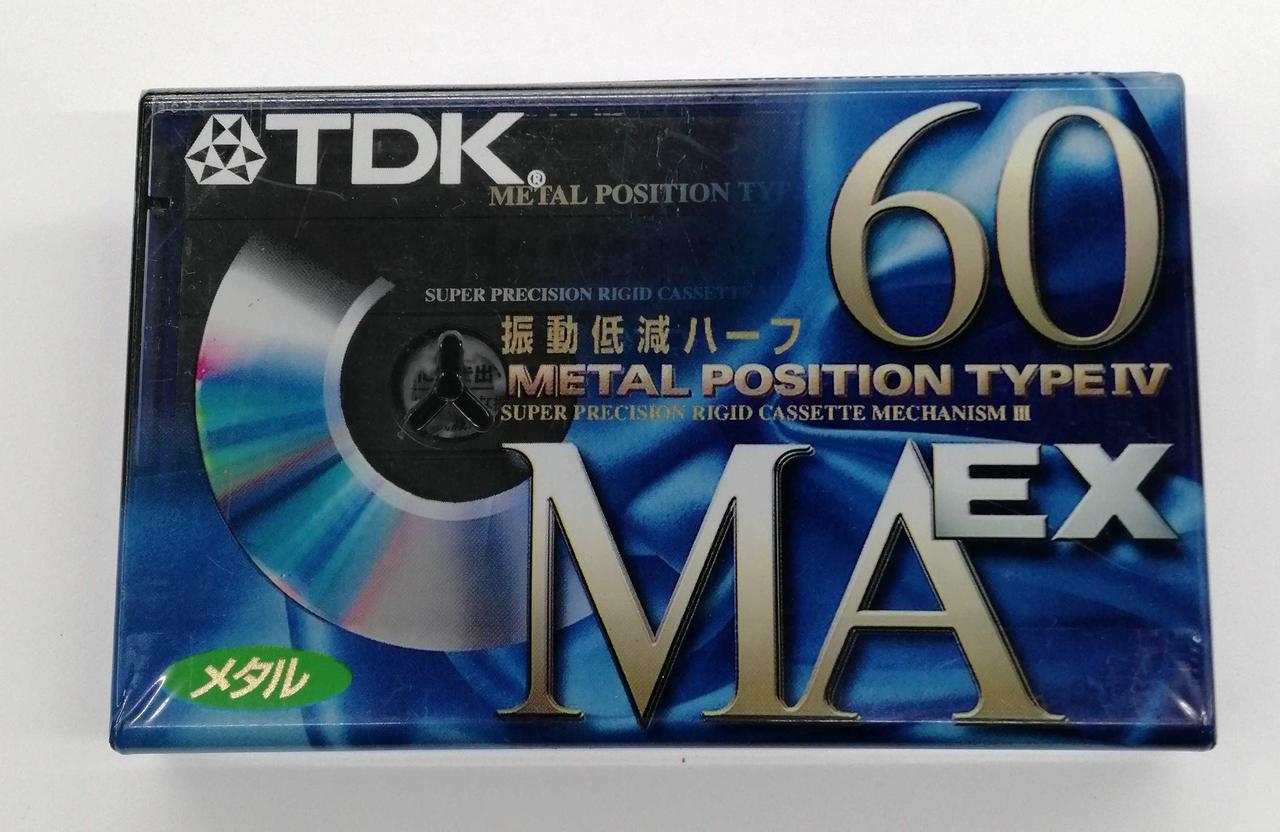 TDK®
60
METAL POSITION TYP
SUPER PRECISION RIGID CASSETTE
振動低減ハーフ
METAL POSITION TYPE IV
SUPER PRECISION RIGID CASSETTE MECHANISM III
MA EX
メタル